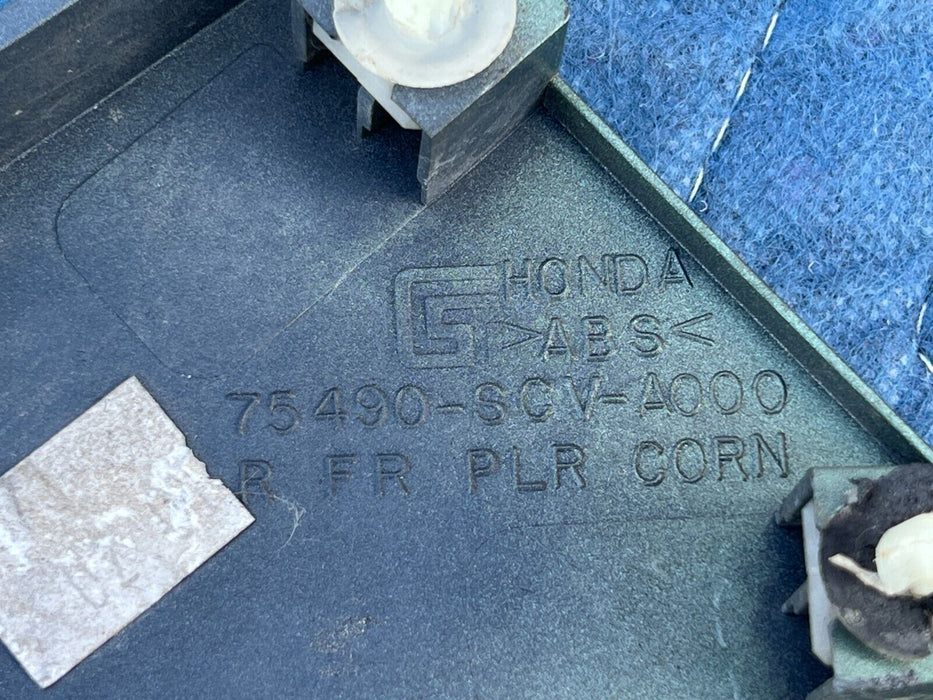 HONDA
>ABS<
75490-SCV-A000
R FR PLR CORN